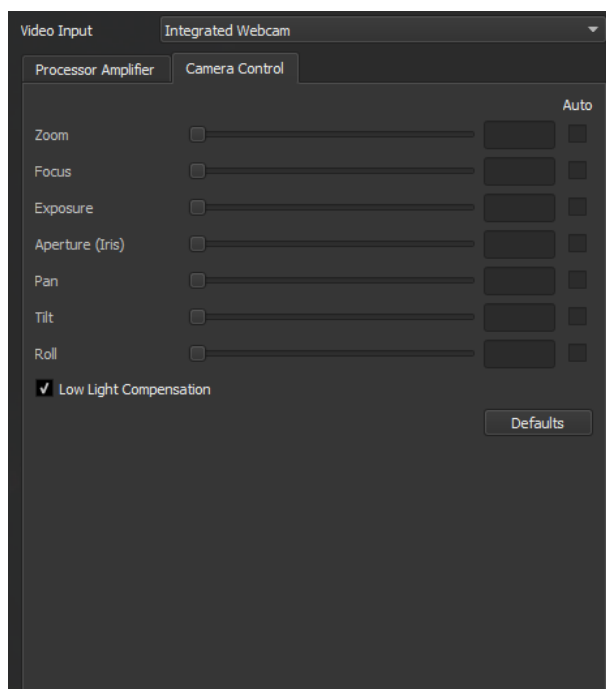 Video Input Integrated Webcam
Processor Amplifier Camera Control
Auto
Zoom
Focus
Exposure
Aperture (Iris)
Pan
Tilt
Roll
Low Light Compensation
Defaults